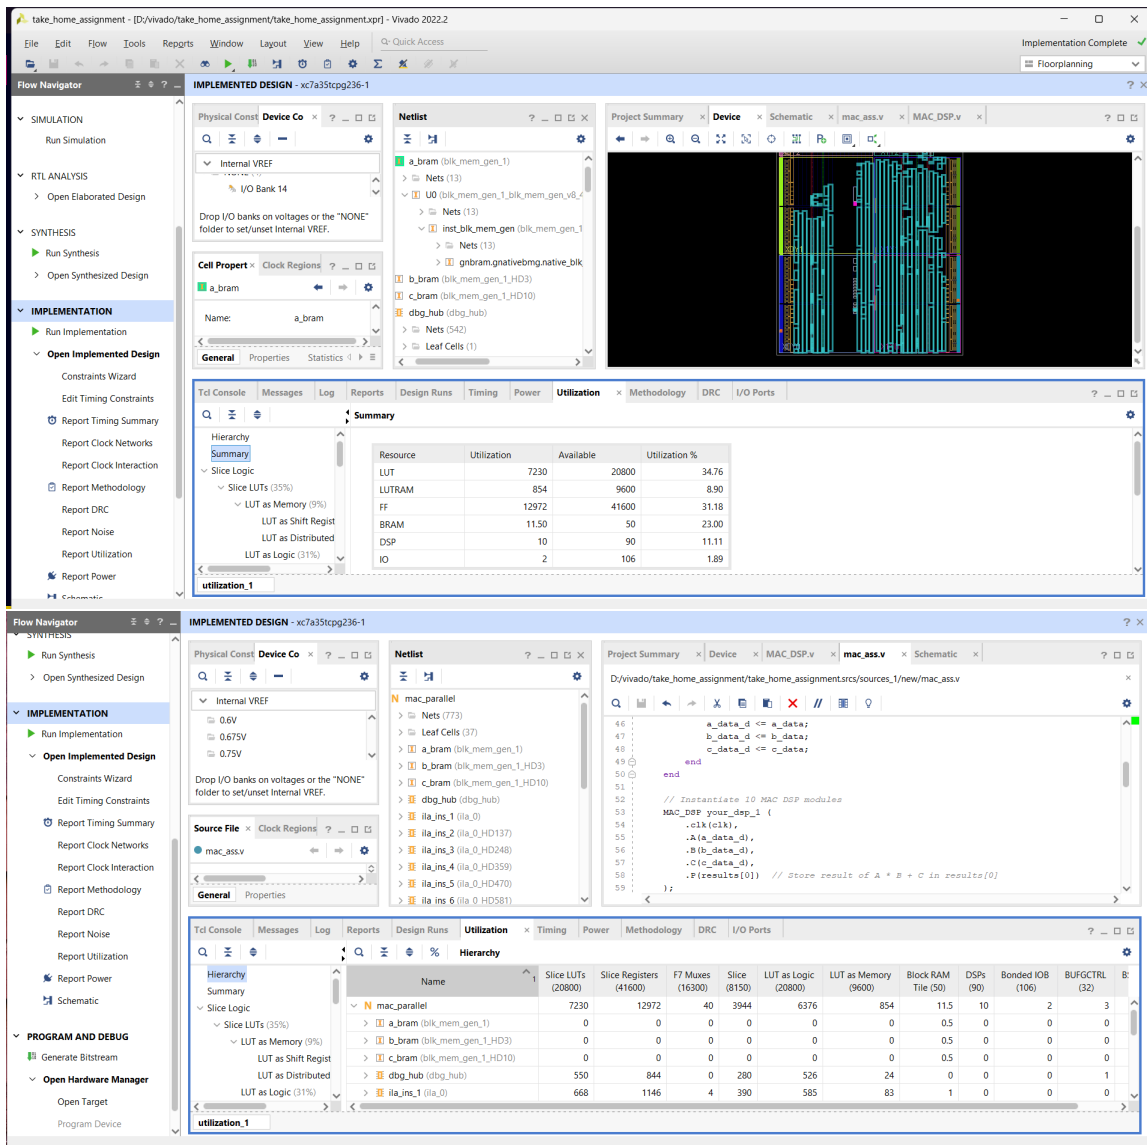 take_home_assignment - [D:/vivado/take_home_assignment/take_home_assignment.xpr] - Vivado 2022.2
File Edit Flow Tools Reports Window Layout View Help Q- Quick Access Implementation Complete
Floorplanning
Flow Navigator IMPLEMENTED DESIGN - xc7a35tcpg236-1
SIMULATION
Run Simulation
RTL ANALYSIS
Open Elaborated Design
SYNTHESIS
Run Synthesis
Open Synthesized Design
IMPLEMENTATION
Run Implementation
Open Implemented Design
Constraints Wizard
Edit Timing Constraints
Report Timing Summary
Report Clock Networks
Report Clock Interaction
Report Methodology
Report DRC
Report Noise
Report Utilization
Report Power
Schematic
Physical Const Device Co
Internal VREF
I/O Bank 14
Drop I/O banks on voltages or the "NONE"
folder to set/unset Internal VREF.
Cell Propert Clock Regions
a_bram
Name: a_bram
General Properties Statistics
Netlist
a_bram (blk_mem_gen_1)
Nets (13)
U0 (blk_mem_gen_1_blk_mem_gen_v8_4
Nets (13)
inst_blk_mem_gen (blk_mem_gen_1
Nets (13)
gnbram.gnativebmg.native_blk
b_bram (blk_mem_gen_1_HD3)
c_bram (blk_mem_gen_1_HD10)
dbg_hub (dbg_hub)
Nets (542)
Leaf Cells (1)
Project Summary Device Schematic mac_ass.v MAC_DSP.v
Tcl Console Messages Log Reports Design Runs Timing Power Utilization Methodology DRC I/O Ports
Summary
Hierarchy
Summary
Slice Logic
Slice LUTs (35%)
LUT as Memory (9%)
LUT as Shift Regist
LUT as Distributed
LUT as Logic (31%)
Resource Utilization Available Utilization %
LUT 7230 20800 34.76
LUTRAM 854 9600 8.90
FF 12972 41600 31.18
BRAM 11.50 50 23.00
DSP 10 90 11.11
IO 2 106 1.89
utilization_1
Flow Navigator IMPLEMENTED DESIGN - xc7a35tcpg236-1
SYNTHESIS
Run Synthesis
Open Synthesized Design
IMPLEMENTATION
Run Implementation
Open Implemented Design
Constraints Wizard
Edit Timing Constraints
Report Timing Summary
Report Clock Networks
Report Clock Interaction
Report Methodology
Report DRC
Report Noise
Report Utilization
Report Power
Schematic
PROGRAM AND DEBUG
Generate Bitstream
Open Hardware Manager
Open Target
Program Device
Physical Const Device Co
Internal VREF
0.6V
0.675V
0.75V
Drop I/O banks on voltages or the "NONE"
folder to set/unset Internal VREF.
Source File Clock Regions
mac_ass.v
General Properties
Netlist
mac_parallel
Nets (773)
Leaf Cells (37)
a_bram (blk_mem_gen_1)
b_bram (blk_mem_gen_1_HD3)
c_bram (blk_mem_gen_1_HD10)
dbg_hub (dbg_hub)
ila_ins_1 (ila_0)
ila_ins_2 (ila_0_HD137)
ila_ins_3 (ila_0_HD248)
ila_ins_4 (ila_0_HD359)
ila_ins_5 (ila_0_HD470)
ila_ins_6 (ila_0_HD581)
Project Summary Device MAC_DSP.v mac_ass.v Schematic
D:/vivado/take_home_assignment/take_home_assignment.srcs/sources_1/new/mac_ass.v
46 a_data_d <= a_data;
47 b_data_d <= b_data;
48 c_data_d <= c_data;
49 end
50 end
51
52 // Instantiate 10 MAC DSP modules
53 MAC_DSP your_dsp_1 (
54 .clk(clk),
55 .A(a_data_d),
56 .B(b_data_d),
57 .C(c_data_d),
58 .P(results[0]) // Store result of A * B + C in results[0]
59 );
Tcl Console Messages Log Reports Design Runs Utilization Timing Power Methodology DRC I/O Ports
Hierarchy
Hierarchy
Summary
Slice Logic
Slice LUTs (35%)
LUT as Memory (9%)
LUT as Shift Regist
LUT as Distributed
LUT as Logic (31%)
Name 1 Slice LUTs (20800) Slice Registers (41600) F7 Muxes (16300) Slice (8150) LUT as Logic (20800) LUT as Memory (9600) Block RAM Tile (50) DSPs (90) Bonded IOB (106) BUFGCTRL (32)
mac_parallel 7230 12972 40 3944 6376 854 11.5 10 2 3
a_bram (blk_mem_gen_1) 0 0 0 0 0 0 0.5 0 0 0
b_bram (blk_mem_gen_1_HD3) 0 0 0 0 0 0 0.5 0 0 0
c_bram (blk_mem_gen_1_HD10) 0 0 0 0 0 0 0.5 0 0 0
dbg_hub (dbg_hub) 550 844 0 280 526 24 0 0 0 1
ila_ins_1 (ila_0) 668 1146 4 390 585 83 1 0 0 0
utilization_1